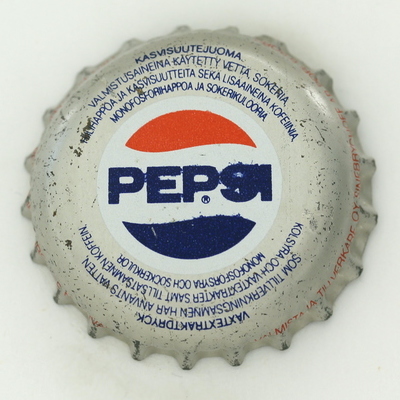 KASVISUUTEJUOMA.
VALMISTUSAINEINA KÄYTETTY VETTÄ, SOKERIA,
HIILIHAPPOA JA KASVISUUTTEITA SEKÄ LISÄAINEINA KOFEIINIA,
MONOFOSFORIHAPPOA JA SOKERIKULÖÖRIA
PEPSI
®
VÄXTEXTRAKTDRYCK.
SOM TILLVERKNINGSÄMNEN HAR ANVÄNTS VATTEN,
KOLSYRA OCH VÄXTEXTRAKTER SAMT TILLSATSÄMNEN KOFFEIN,
MONOFOSFORSYRA OCH SOCKERKULÖR